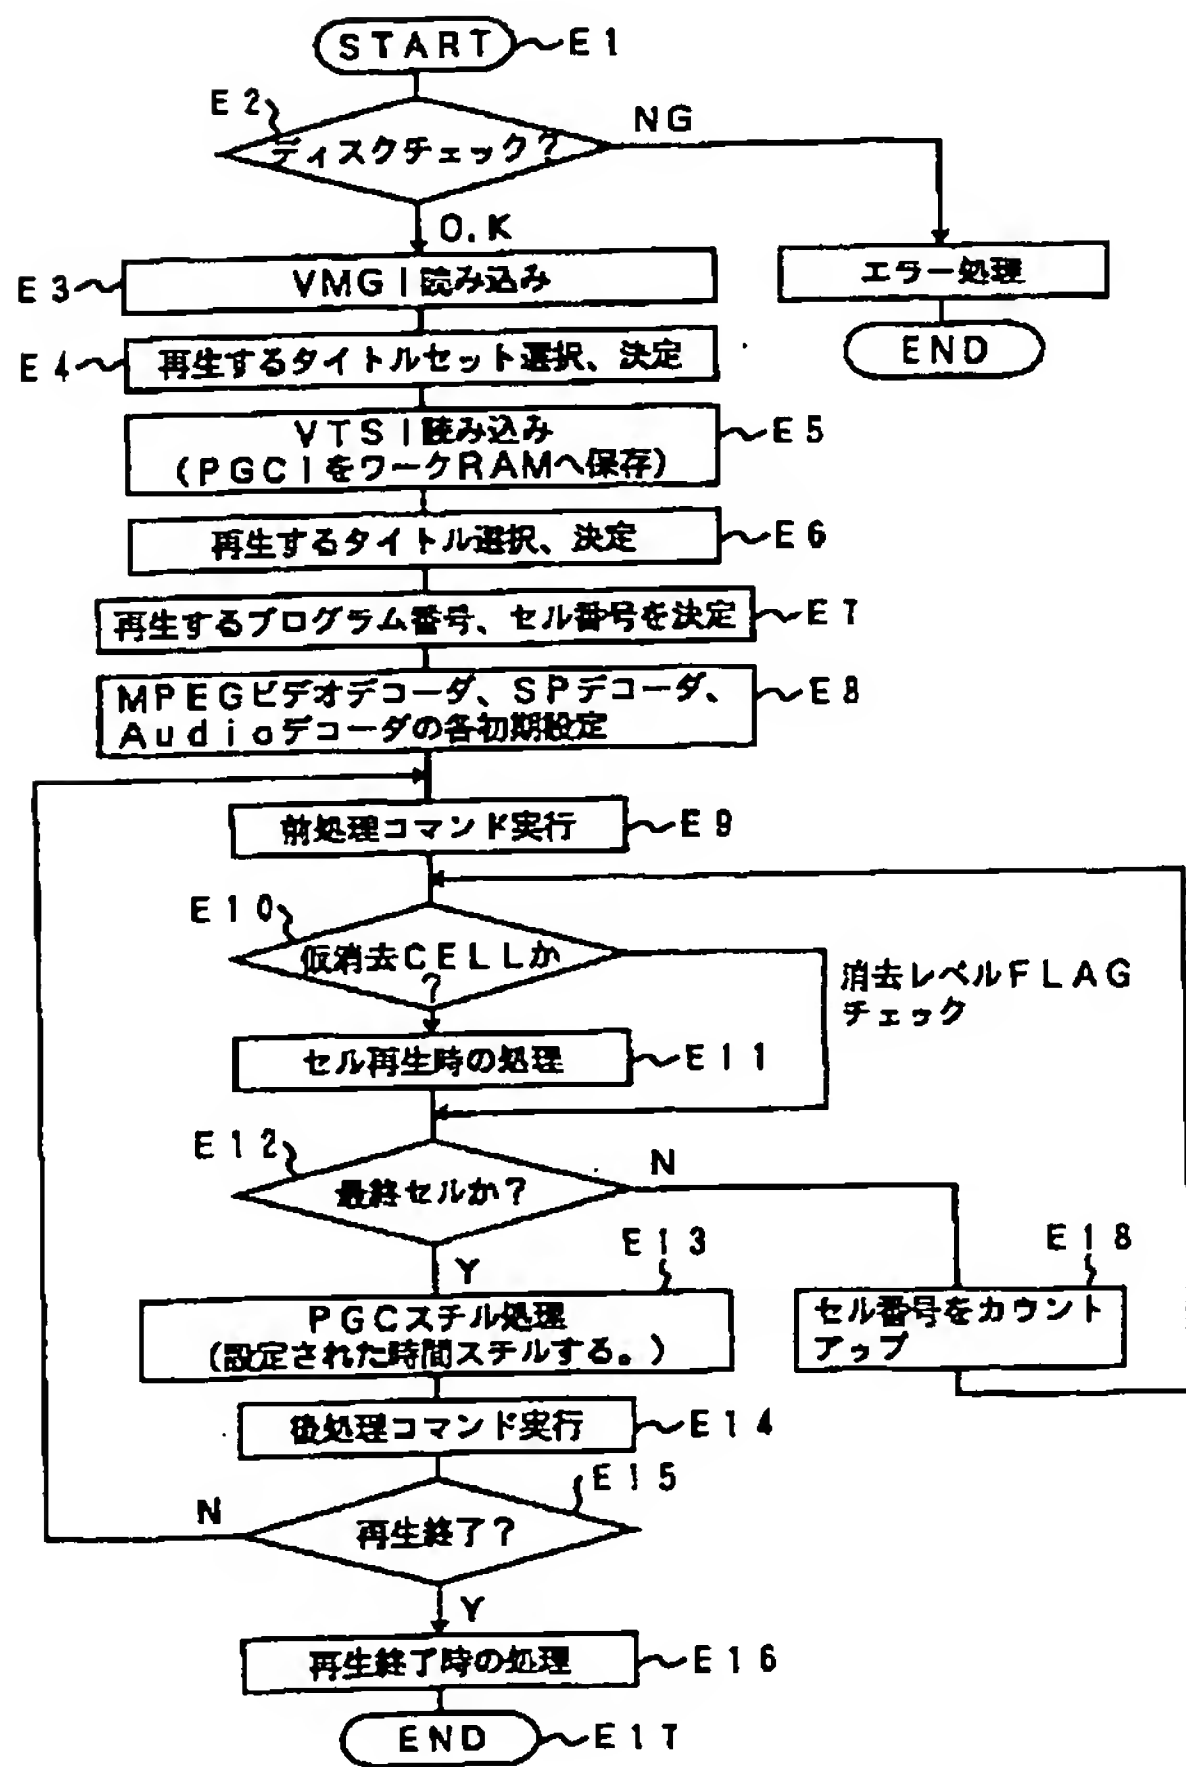 START
E1
E2
ディスクチェック?
NG
O.K
E3
VMGI読み込み
エラー処理
END
E4
再生するタイトルセット選択、決定
VTSI読み込み
(PGCIをワークRAMへ保存)
E5
再生するタイトル選択、決定
E6
再生するプログラム番号、セル番号を決定
E7
MPEGビデオデコーダ、SPデコーダ、
Audioデコーダの各初期設定
E8
前処理コマンド実行
E9
E10
仮消去CELLか
?
消去レベルFLAG
チェック
セル再生時の処理
E11
E12
最終セルか?
N
Y
E13
PGCスチル処理
(設定された時間スチルする。)
E18
セル番号をカウント
アップ
後処理コマンド実行
E14
E15
再生終了?
N
Y
再生終了時の処理
E16
END
E17